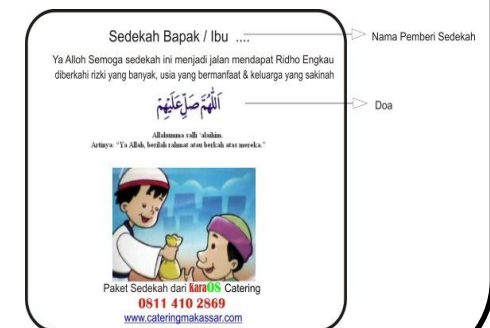 Sedekah Bapak / Ibu ....
Nama Pemberi Sedekah
Ya Alloh Semoga sedekah ini menjadi jalan mendapat Ridho Engkau
diberkahi rizki yang banyak, usia yang bermanfaat & keluarga yang sakinah
اَللّٰهُمَّ صَلِّ عَلَيْهِمْ
Doa
Allahumma salli 'alaihim.
Artinya: "Ya Allah, berilah rahmat atau berkah atas mereka."
Paket Sedekah dari KaraOS Catering
0811 410 2869
www.cateringmakassar.com